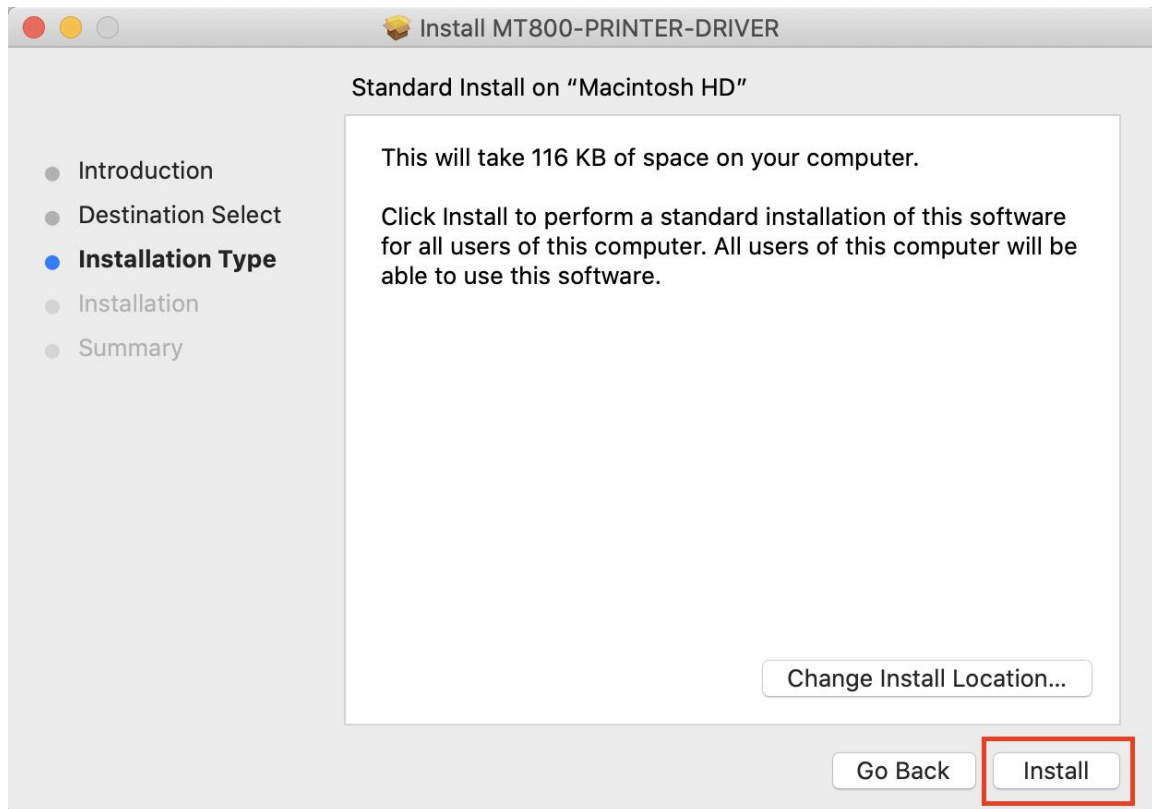 Install MT800-PRINTER-DRIVER
Standard Install on “Macintosh HD”
Introduction
Destination Select
Installation Type
Installation
Summary
This will take 116 KB of space on your computer.
Click Install to perform a standard installation of this software
for all users of this computer. All users of this computer will be
able to use this software.
Change Install Location...
Go Back
Install